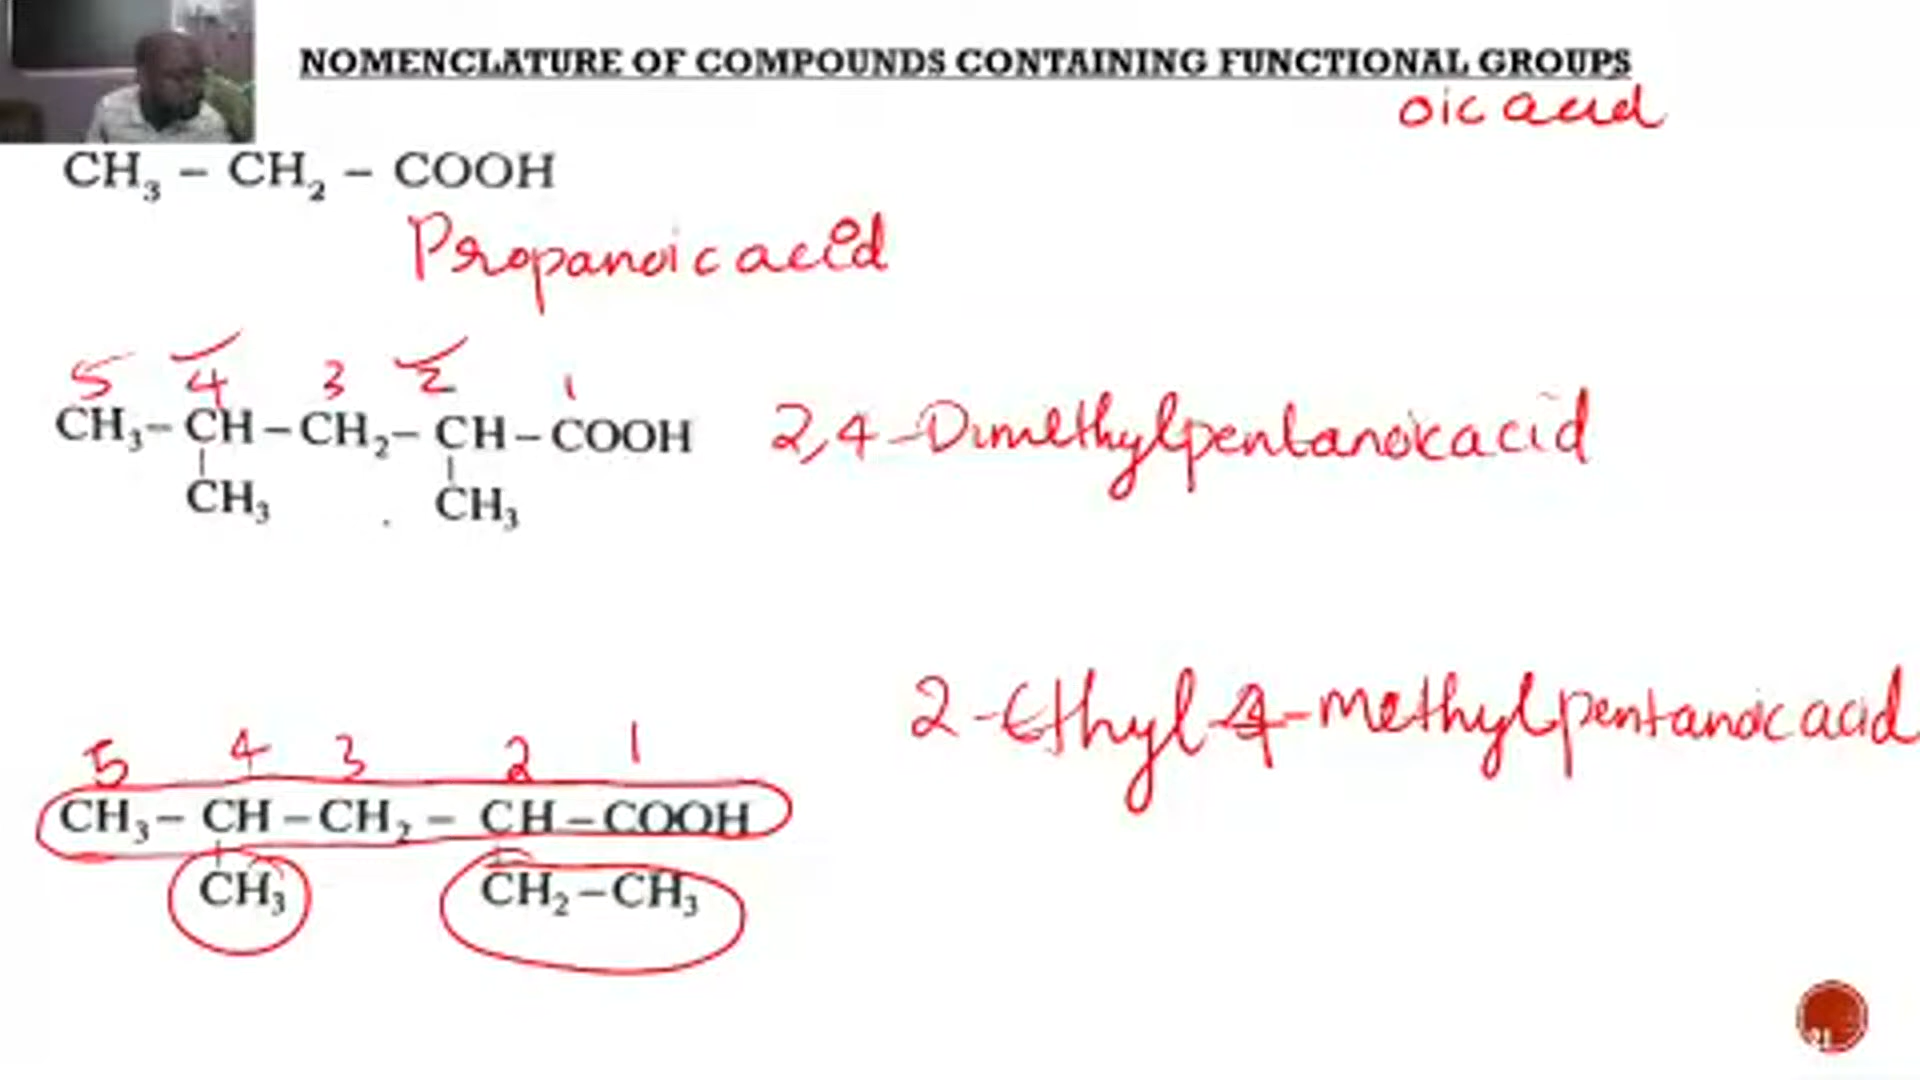 NOMENCLATURE OF COMPOUNDS CONTAINING FUNCTIONAL GROUPS
oic acid
CH₃ – CH₂ – COOH
Propanoic acid
5 4 3 2 1
CH₃– CH – CH₂– CH – COOH
2,4-Dimethylpentanoic acid
CH₃ CH₃
2-Ethyl-4-methylpentanoic acid
5 4 3 2 1
CH₃– CH – CH₂ – CH – COOH
CH₃ CH₂ – CH₃
21